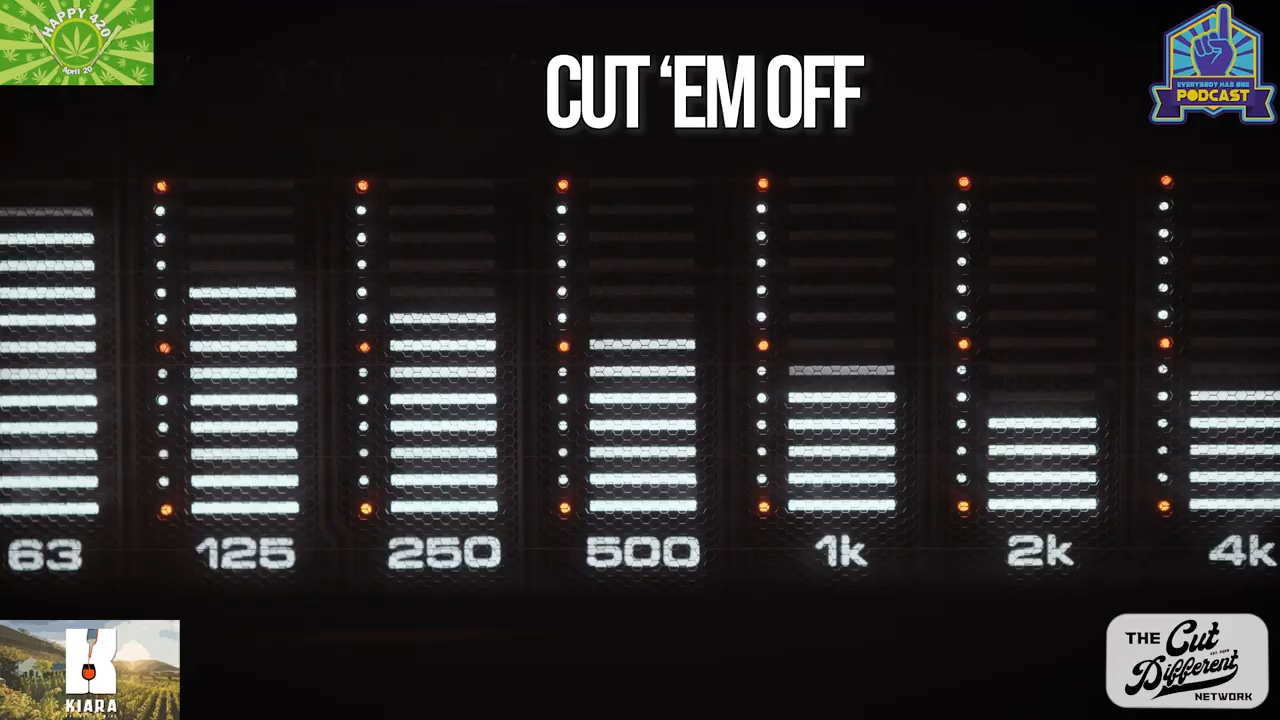 HAPPY 420
April 20
CUT ‘EM OFF
EVERYBODY HAS ONE
PODCAST
63 125 250 500 1k 2k 4k
KIARA
THE Cut
Different
NETWORK